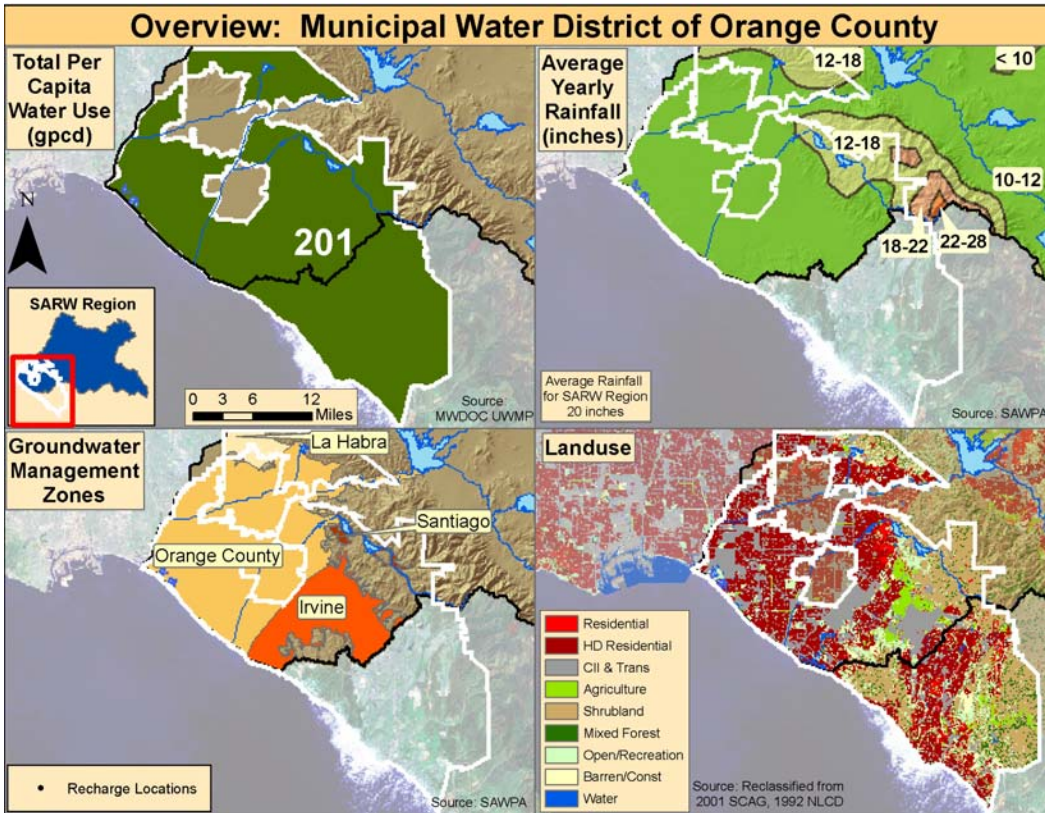 Overview: Municipal Water District of Orange County
Total Per
Capita
Water Use
(gpcd)
201
N
SARW Region
0 3 6 12
Miles
Source:
MWDOC UWMP
Average
Yearly
Rainfall
(inches)
12-18
< 10
12-18
10-12
18-22
22-28
Average Rainfall
for SARW Region
20 inches
Source: SAWPA
Groundwater
Management
Zones
La Habra
Santiago
Orange County
Irvine
Recharge Locations
Source: SAWPA
Landuse
Residential
HD Residential
CII & Trans
Agriculture
Shrubland
Mixed Forest
Open/Recreation
Barren/Const
Water
Source: Reclassified from
2001 SCAG, 1992 NLCD